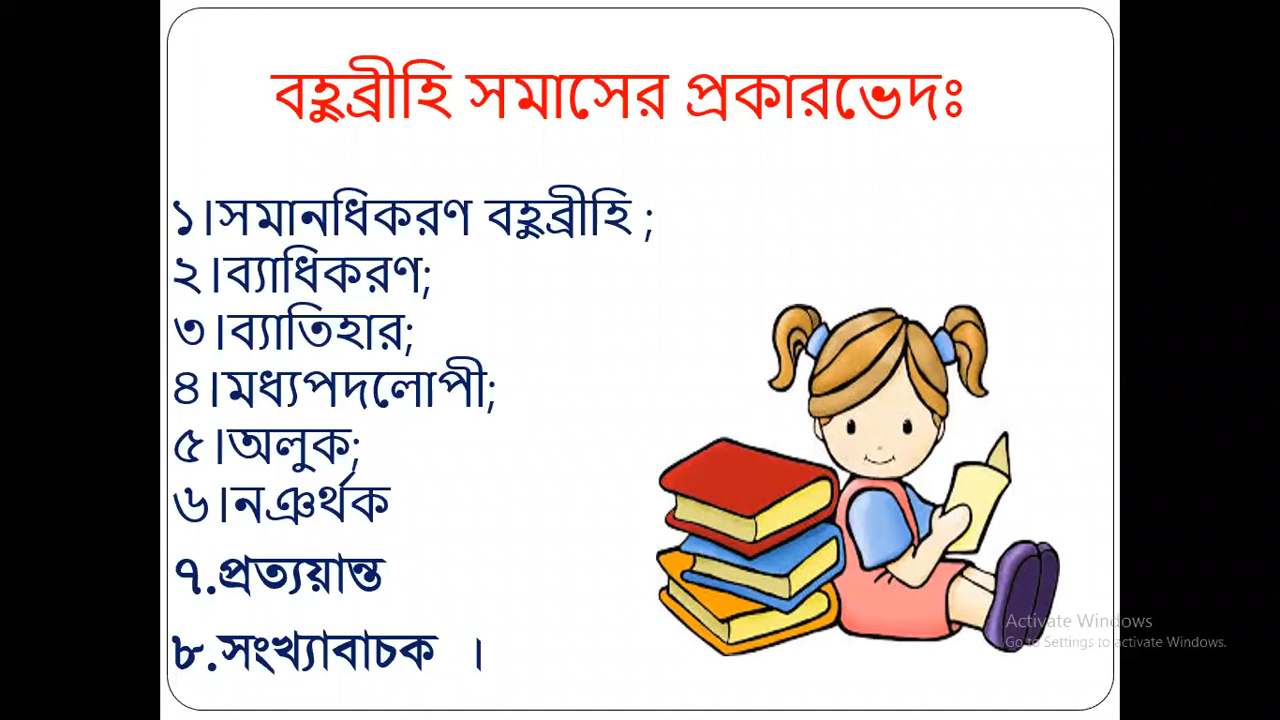 বহুব্রীহি সমাসের প্রকারভেদঃ
১।সমানধিকরণ বহুব্রীহি ;
২।ব্যাধিকরণ;
৩।ব্যাতিহার;
৪।মধ্যপদলোপী;
৫।অলুক;
৬।নঞর্থক
৭.প্রত্যয়ান্ত
৮.সংখ্যাবাচক ।
Activate Windows
Go to Settings to activate Windows.